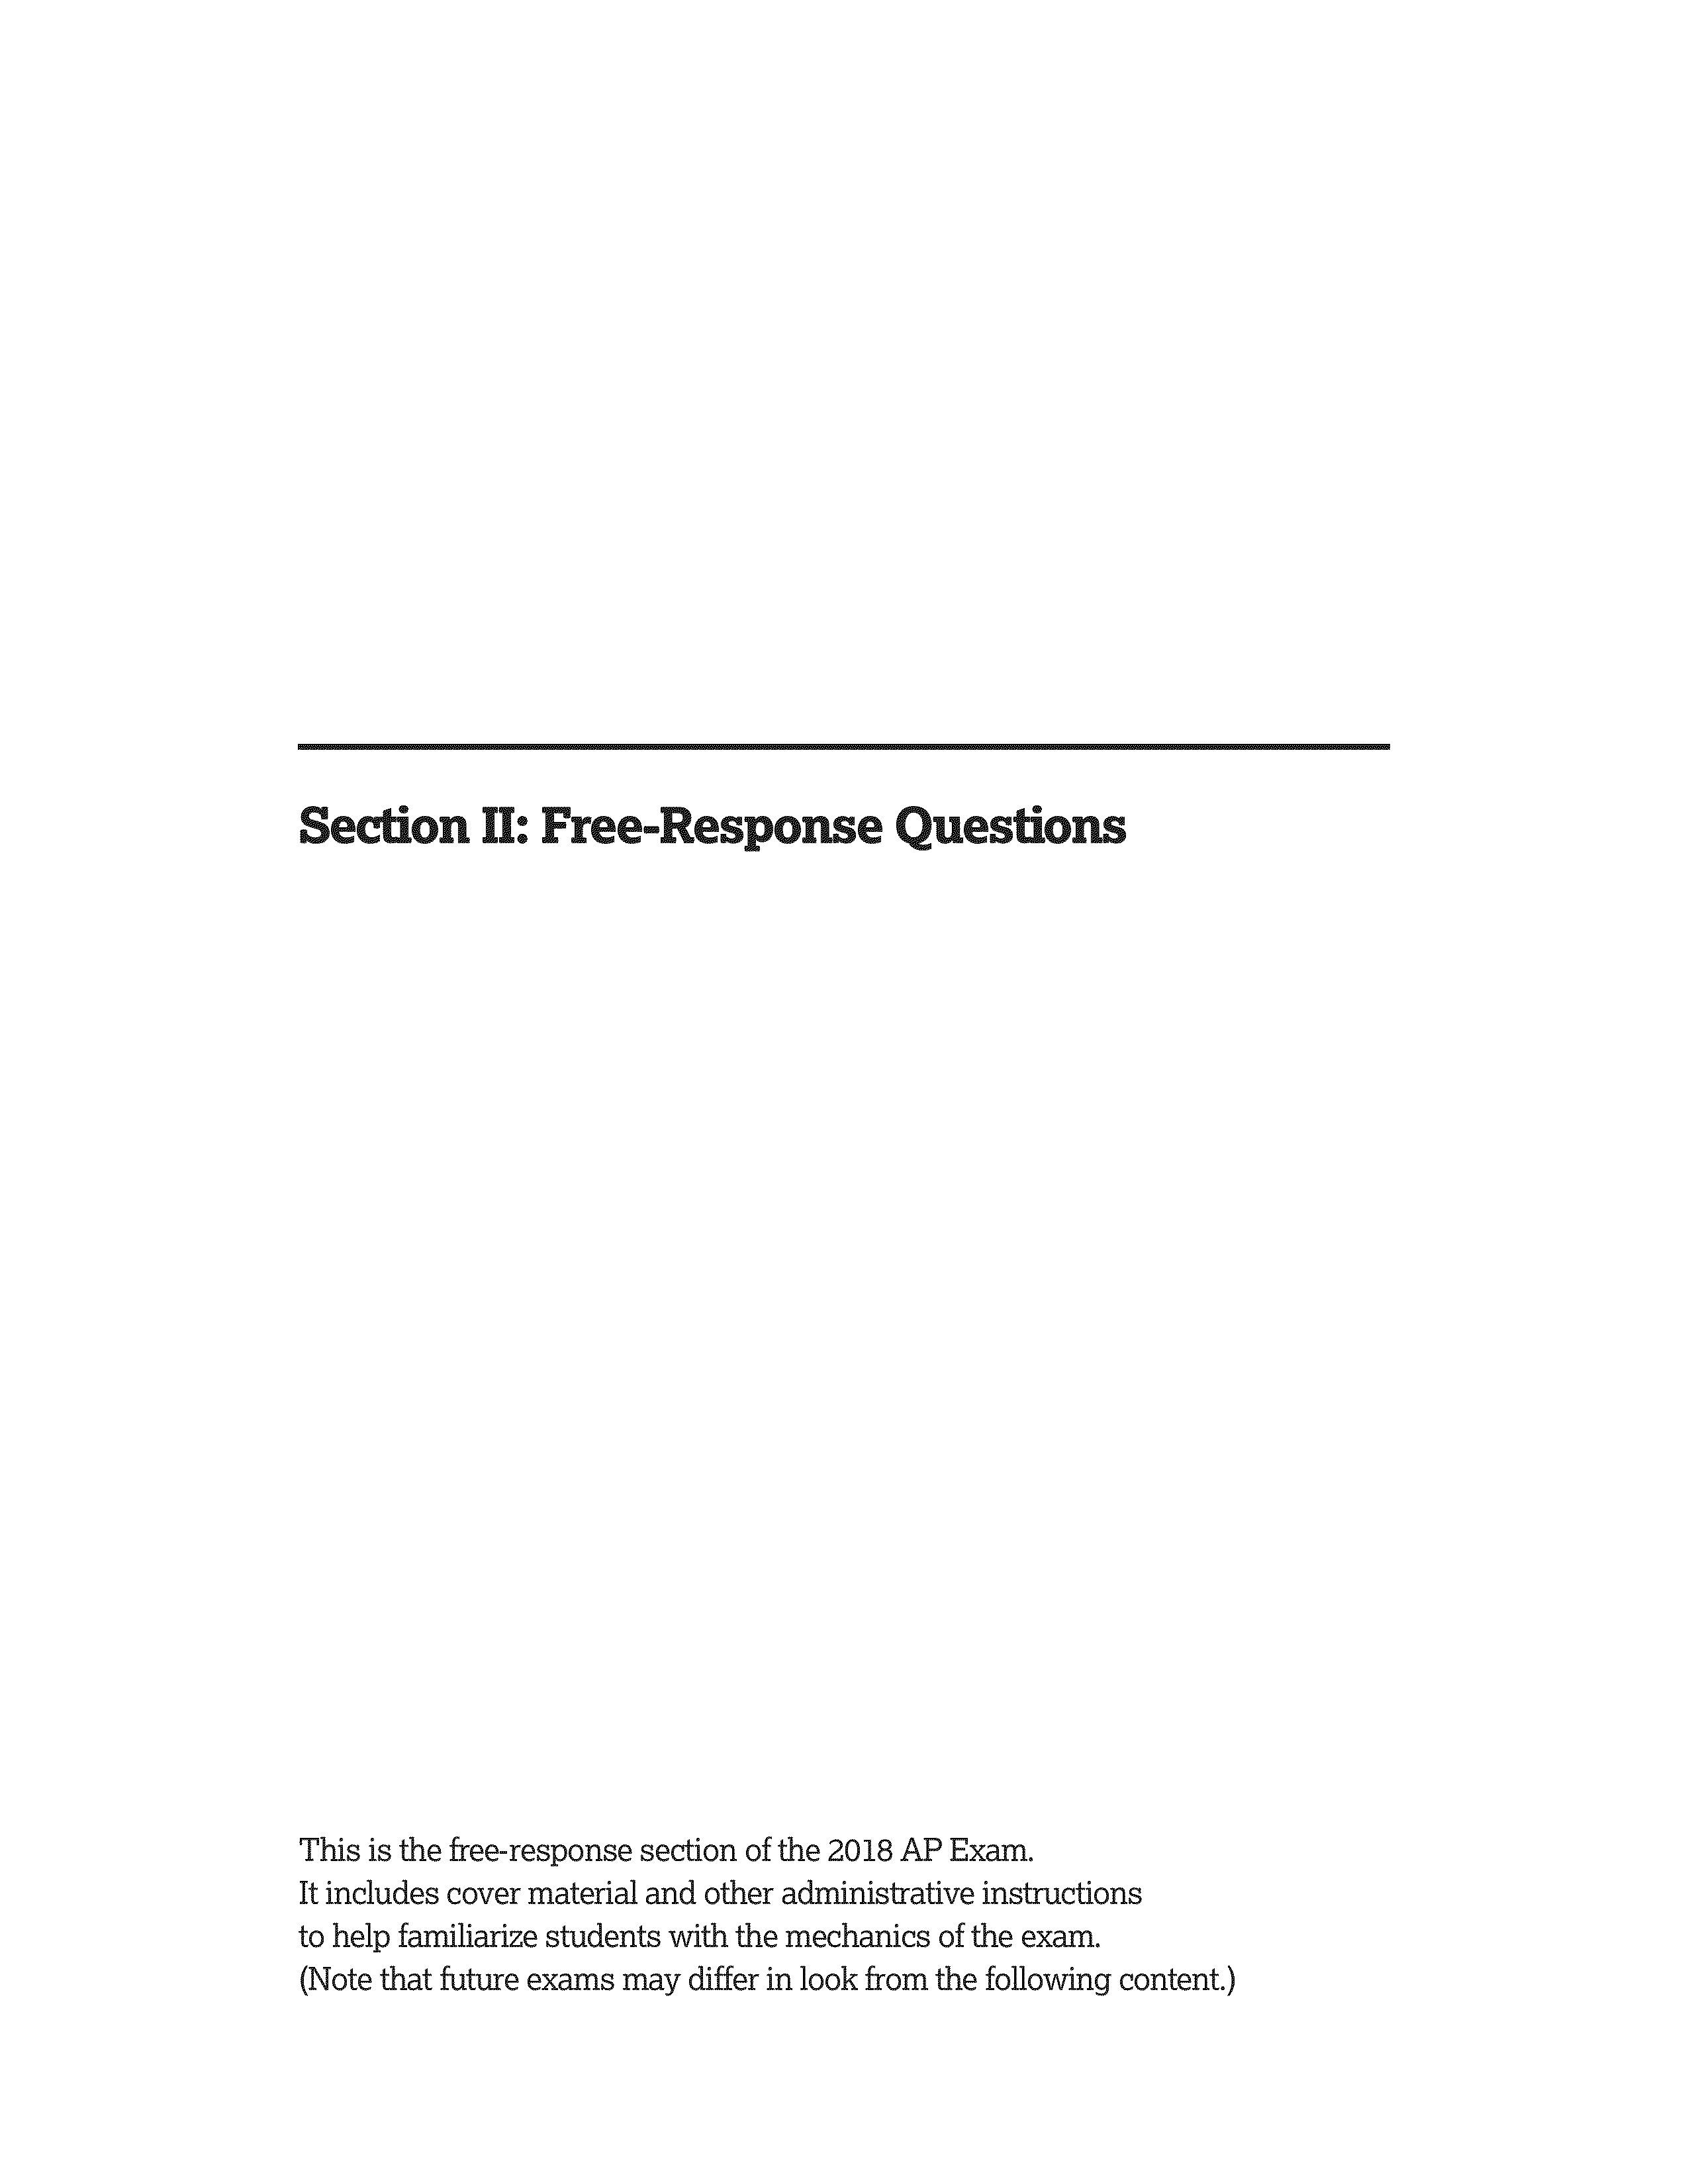 Section II: Free-Response Questions
This is the free-response section of the 2018 AP Exam.
It includes cover material and other administrative instructions
to help familiarize students with the mechanics of the exam.
(Note that future exams may differ in look from the following content.)